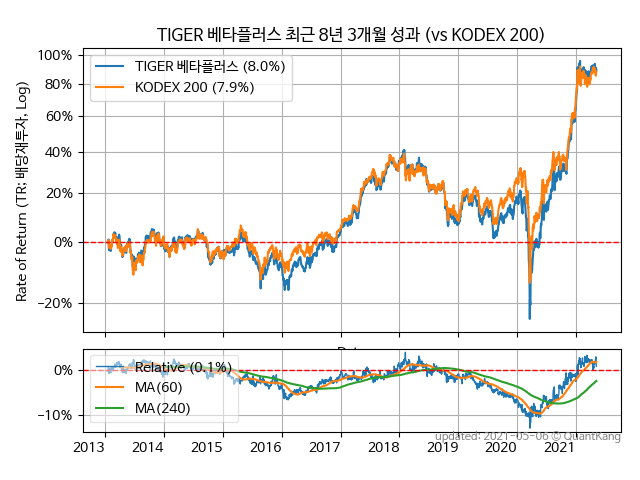 TIGER 베타플러스 최근 8년 3개월 성과 (vs KODEX 200)
Rate of Return (TR: 배당재투자, Log)
100%
80%
60%
40%
20%
0%
−20%
TIGER 베타플러스 (8.0%)
KODEX 200 (7.9%)
0%
−10%
Relative (0.1%)
MA(60)
MA(240)
2013 2014 2015 2016 2017 2018 2019 2020 2021
updated: 2021-05-06 © QuantKang